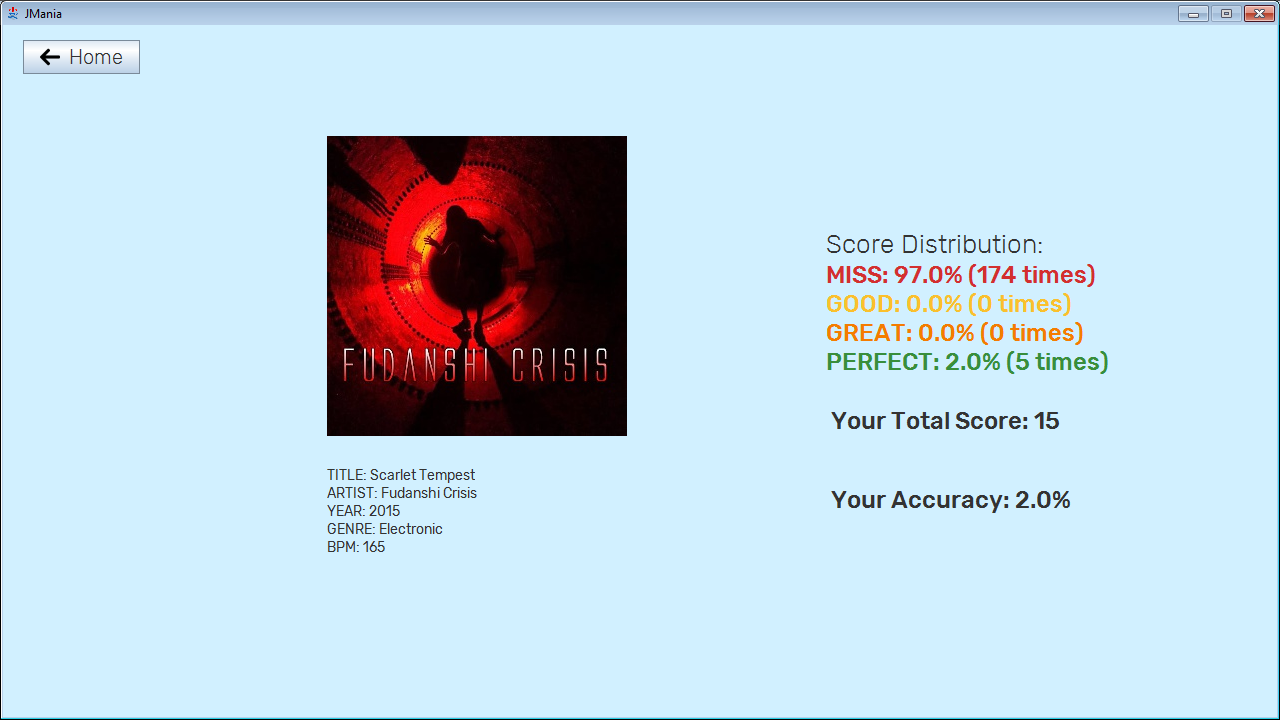 JMania
Home
FUDANSHI CRISIS
TITLE: Scarlet Tempest
ARTIST: Fudanshi Crisis
YEAR: 2015
GENRE: Electronic
BPM: 165
Score Distribution:
MISS: 97.0% (174 times)
GOOD: 0.0% (0 times)
GREAT: 0.0% (0 times)
PERFECT: 2.0% (5 times)
Your Total Score: 15
Your Accuracy: 2.0%